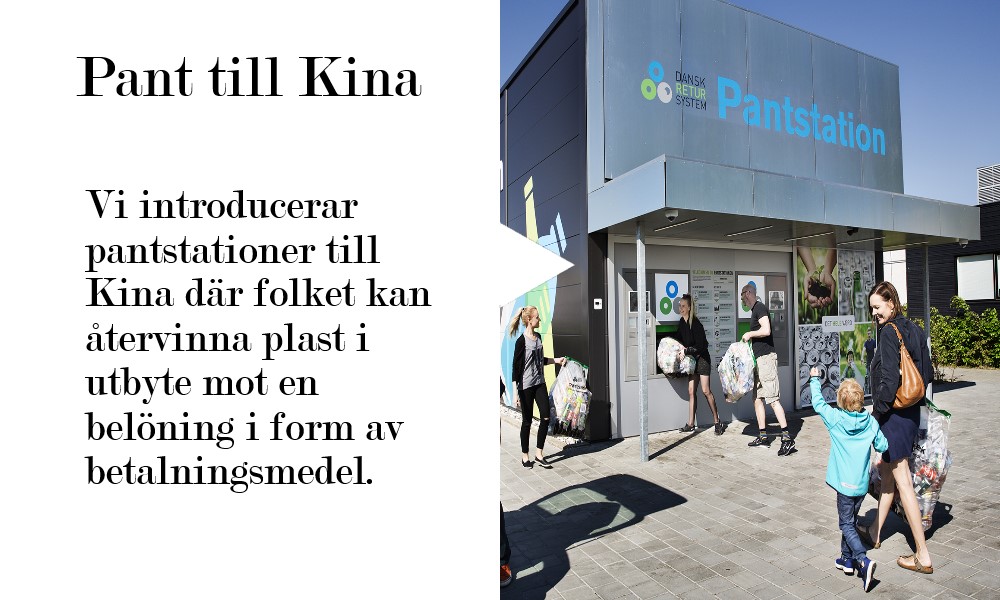 Pant till Kina
Vi introducerar
pantstationer till
Kina där folket kan
återvinna plast i
utbyte mot en
belöning i form av
betalningsmedel.
DANSK
RETUR
SYSTEM
Pantstation